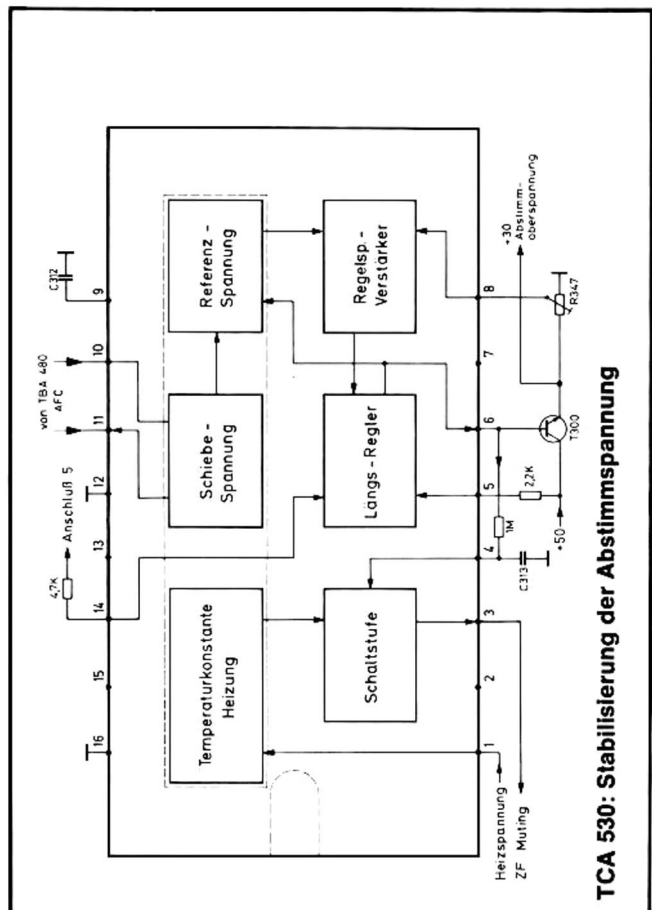 16
15
14
13
12
11
10
9
4,7K
Anschluß 5
von TBA 480
AFC
C312
Temperaturkonstante
Heizung
Schiebe-
Spannung
Referenz-
Spannung
Schaltstufe
Längs-Regler
Regelsp.-
Verstärker
1
2
3
4
5
6
7
8
Heizspannung
ZF Muting
C313
1M
2,2K
+50
T300
R347
+30
Abstimm-
oberspannung
TCA 530: Stabilisierung der Abstimmspannung